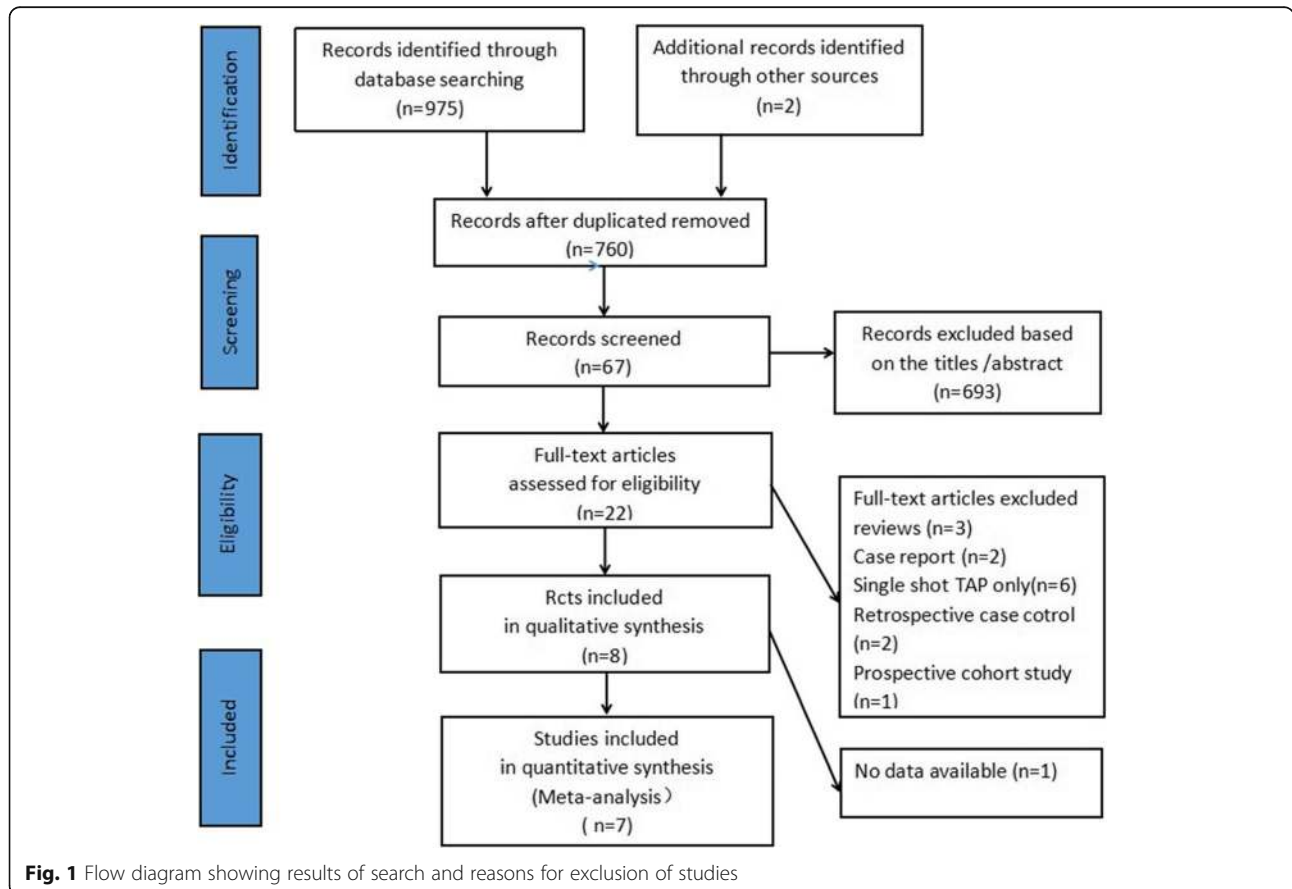 Identification
Records identified through
database searching
(n=975)
Additional records identified
through other sources
(n=2)
Records after duplicated removed
(n=760)
Screening
Records screened
(n=67)
Records excluded based
on the titles /abstract
(n=693)
Eligibility
Full-text articles
assessed for eligibility
(n=22)
Full-text articles excluded
reviews (n=3)
Case report (n=2)
Single shot TAP only(n=6)
Retrospective case cotrol
(n=2)
Prospective cohort study
(n=1)
Rcts included
in qualitative synthesis
(n=8)
Included
Studies included
in quantitative synthesis
(Meta-analysis）
( n=7)
No data available (n=1)
Fig. 1 Flow diagram showing results of search and reasons for exclusion of studies